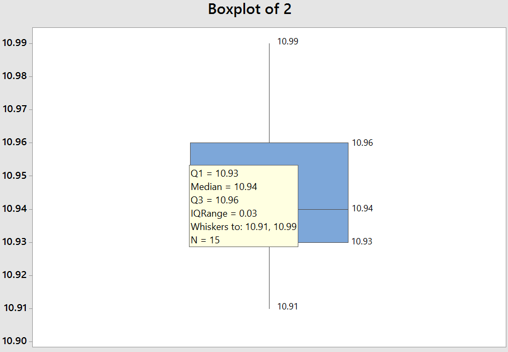 Boxplot of 2
10.99
10.98
10.97
10.96
10.95
10.94
10.93
10.92
10.91
10.90
10.99
10.96
10.94
10.93
10.91
Q1 = 10.93
Median = 10.94
Q3 = 10.96
IQRange = 0.03
Whiskers to: 10.91, 10.99
N = 15